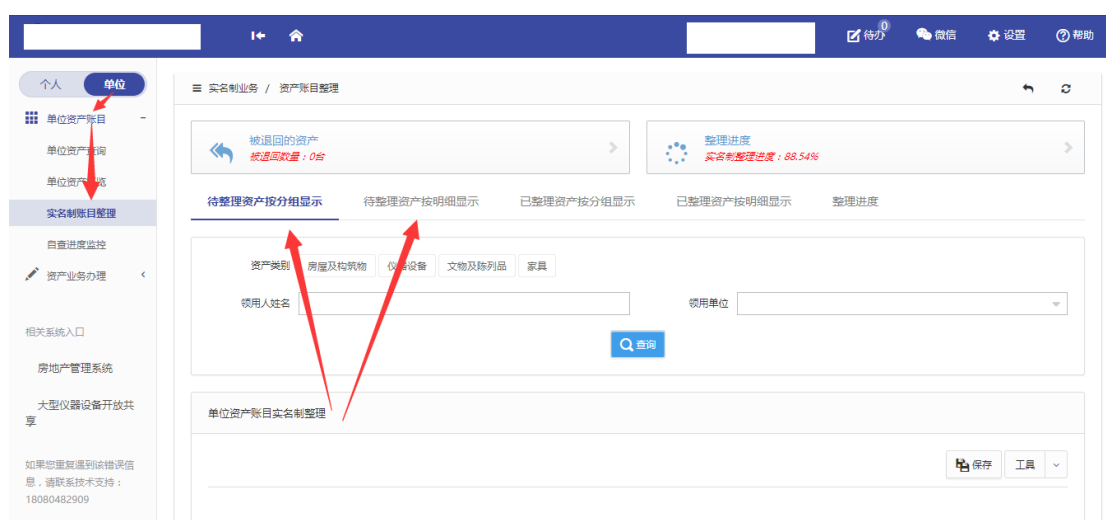 0
待办
微信
设置
帮助
个人
单位
实名制业务 / 资产账目整理
单位资产账目
单位资产查询
单位资产
览
实名制账目整理
自查进度监控
资产业务办理
相关系统入口
房地产管理系统
大型仪器设备开放共
享
如果您重复遇到该错误信
息，请联系技术支持：
18080482909
被退回的资产
被退回数量：0台
整理进度
实名制整理进度：88.54%
待整理资产按分组显示
待整理资产按明细显示
已整理资产按分组显示
已整理资产按明细显示
整理进度
资产类别
房屋及构筑物
仪器设备
文物及陈列品
家具
领用人姓名
领用单位
查询
单位资产账目实名制整理
保存
工具